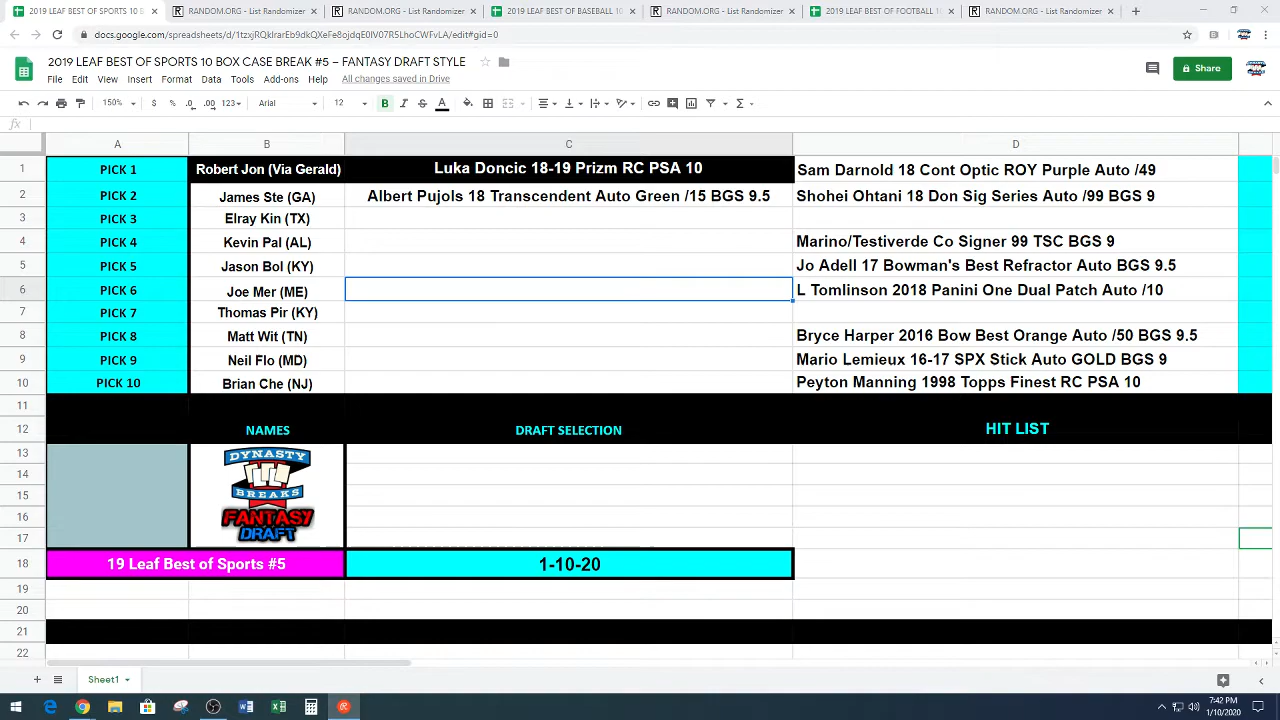 2019 LEAF BEST OF SPORTS 10 B
RANDOM.ORG - List Randomizer
RANDOM.ORG - List Randomizer
2019 LEAF BEST OF BASEBALL 10
RANDOM.ORG - List Randomizer
2019 LEAF BEST OF FOOTBALL 10
RANDOM.ORG - List Randomizer
2019 LEAF BEST OF SPORTS 10 BOX CASE BREAK #5 – FANTASY DRAFT STYLE
Share
File Edit View Insert Format Data Tools Add-ons Help All changes saved in Drive
150% $ % .0 .00 123 Arial 12 B I S A
fx
A B C D
1 PICK 1 Robert Jon (Via Gerald) Luka Doncic 18-19 Prizm RC PSA 10 Sam Darnold 18 Cont Optic ROY Purple Auto /49
2 PICK 2 James Ste (GA) Albert Pujols 18 Transcendent Auto Green /15 BGS 9.5 Shohei Ohtani 18 Don Sig Series Auto /99 BGS 9
3 PICK 3 Elray Kin (TX)
4 PICK 4 Kevin Pal (AL) Marino/Testiverde Co Signer 99 TSC BGS 9
5 PICK 5 Jason Bol (KY) Jo Adell 17 Bowman's Best Refractor Auto BGS 9.5
6 PICK 6 Joe Mer (ME) L Tomlinson 2018 Panini One Dual Patch Auto /10
7 PICK 7 Thomas Pir (KY)
8 PICK 8 Matt Wit (TN) Bryce Harper 2016 Bow Best Orange Auto /50 BGS 9.5
9 PICK 9 Neil Flo (MD) Mario Lemieux 16-17 SPX Stick Auto GOLD BGS 9
10 PICK 10 Brian Che (NJ) Peyton Manning 1998 Topps Finest RC PSA 10
11
12 NAMES DRAFT SELECTION HIT LIST
13
14
15
16
17
DYNASTY
BREAKS
FANTASY
DRAFT
18 19 Leaf Best of Sports #5 1-10-20
19
20
21
22
Sheet1
7:42 PM
1/10/2020